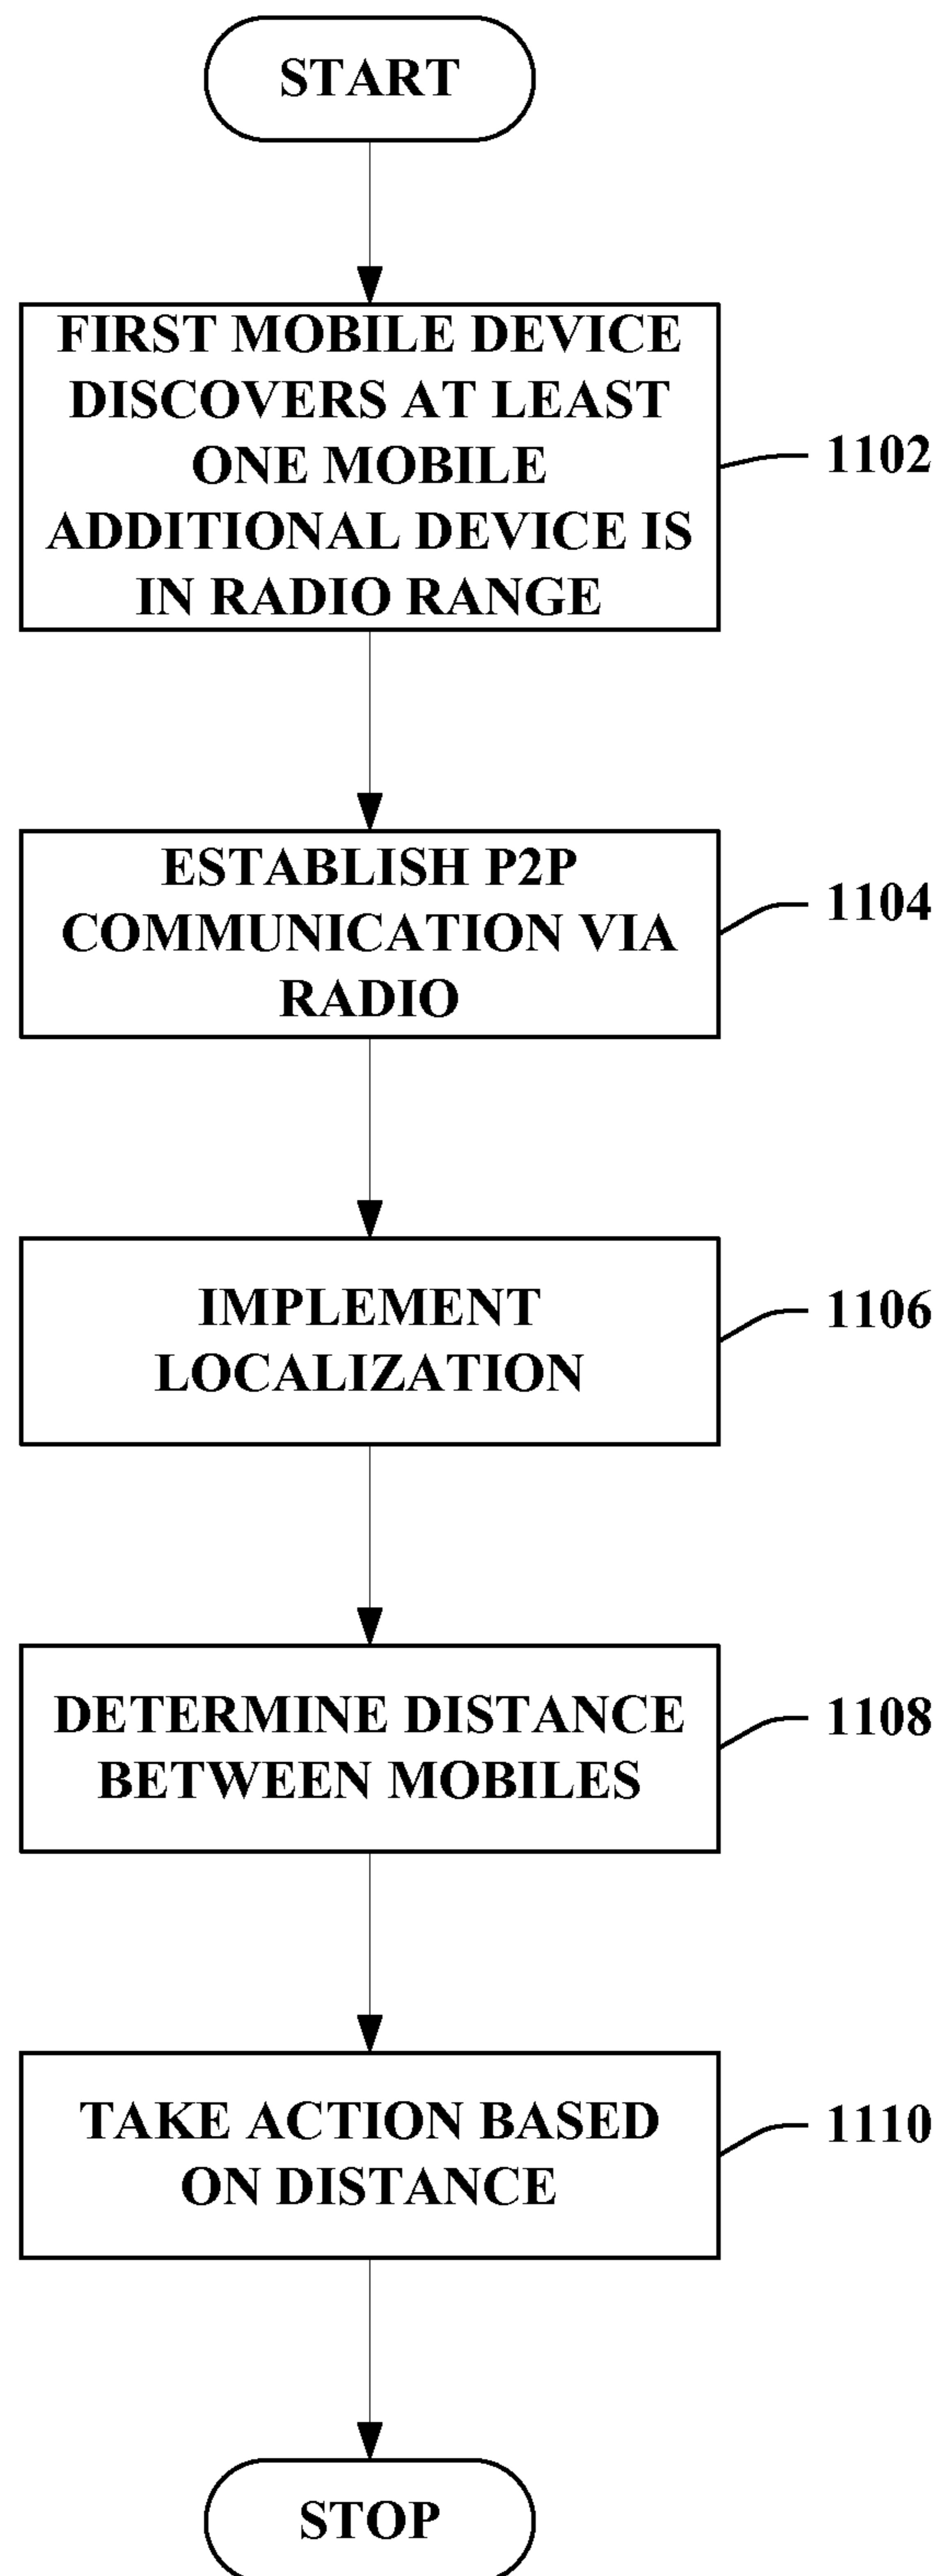 START
FIRST MOBILE DEVICE
DISCOVERS AT LEAST
ONE MOBILE
ADDITIONAL DEVICE IS
IN RADIO RANGE
1102
ESTABLISH P2P
COMMUNICATION VIA
RADIO
1104
IMPLEMENT
LOCALIZATION
1106
DETERMINE DISTANCE
BETWEEN MOBILES
1108
TAKE ACTION BASED
ON DISTANCE
1110
STOP